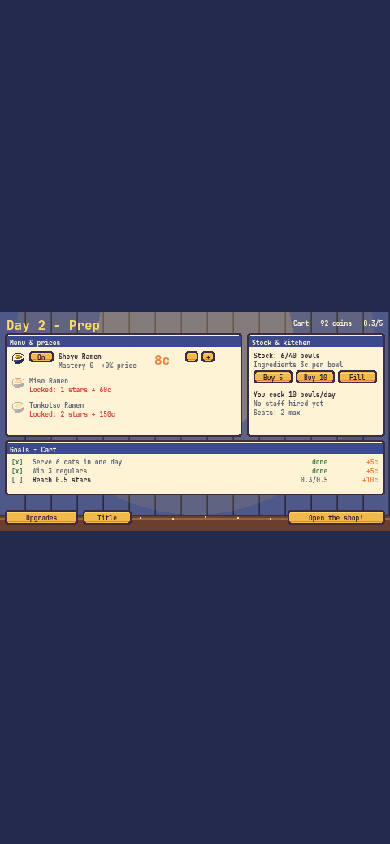 Day 2 - Prep
Cart 92 coins 0.3/5
Menu & prices
On Shoyu Ramen 8c - +
Mastery 0 +0% price
Miso Ramen
Locked: 1 stars + 60c
Tonkotsu Ramen
Locked: 2 stars + 150c
Stock & kitchen
Stock: 6/40 bowls
Ingredients 3c per bowl
Buy 5 Buy 10 Fill
You cook 10 bowls/day
No staff hired yet
Seats: 2 max
Goals - Cart
[x] Serve 6 cats in one day done +5c
[x] Win 3 regulars done +5c
[ ] Reach 0.5 stars 0.3/0.5 +10c
Upgrades Title Open the shop!